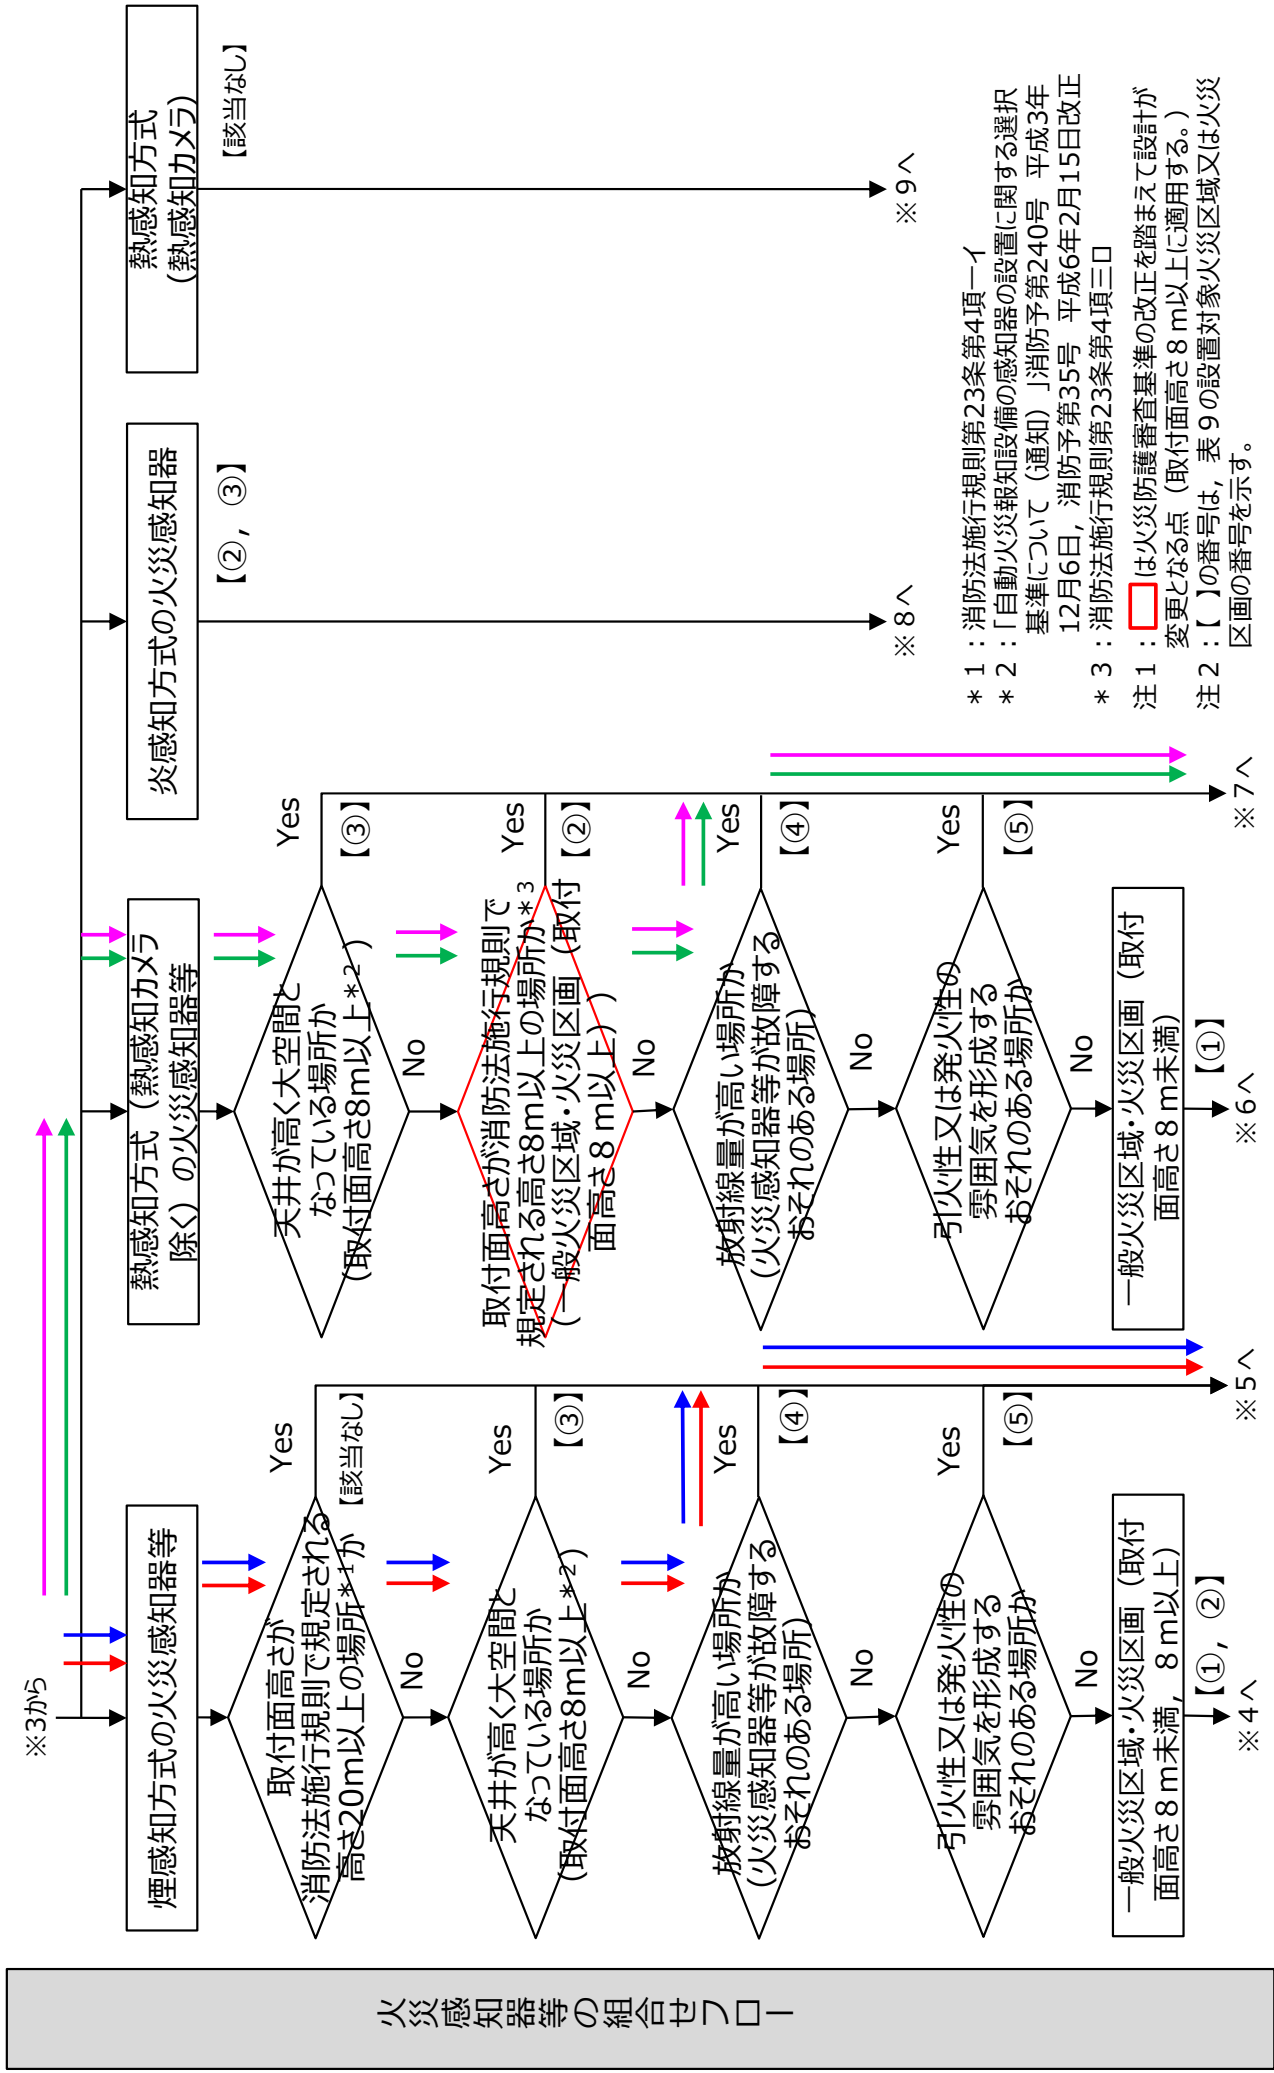 火災感知器等の組合せフロー
※3から
煙感知方式の火災感知器等
取付面高さが
消防法施行規則で規定される
高さ20m以上の場所*1か
Yes
【該当なし】
No
天井が高く大空間と
なっている場所か
(取付面高さ8m以上*2)
Yes
【③】
No
放射線量が高い場所か
(火災感知器等が故障する
おそれのある場所)
Yes
【④】
No
引火性又は発火性の
雰囲気を形成する
おそれのある場所か
Yes
【⑤】
No
一般火災区域・火災区画(取付
面高さ8m未満,8m以上)
【①,②】
※4へ
※5へ
熱感知方式(熱感知カメラ
除く)の火災感知器等
天井が高く大空間と
なっている場所か
(取付面高さ8m以上*2)
Yes
【③】
No
取付面高さが消防法施行規則で
規定される高さ8m以上の場所か*3
(一般火災区域・火災区画(取付
面高さ8m以上))
Yes
【②】
No
放射線量が高い場所か
(火災感知器等が故障する
おそれのある場所)
Yes
【④】
No
引火性又は発火性の
雰囲気を形成する
おそれのある場所か
Yes
【⑤】
No
一般火災区域・火災区画(取付
面高さ8m未満)
【①】
※6へ
※7へ
炎感知方式の火災感知器
【②,③】
※8へ
熱感知方式
(熱感知カメラ)
【該当なし】
※9へ
*1:消防法施行規則第23条第4項一イ
*2:「自動火災報知設備の感知器の設置に関する選択
基準について(通知)」消防予第240号 平成3年
12月6日,消防予第35号 平成6年2月15日改正
*3:消防法施行規則第23条第4項三ロ
注1:は火災防護審査基準の改正を踏まえて設計が
変更となる点(取付面高さ8m以上に適用する。)
注2:【 】の番号は,表9の設置対象火災区域又は火災
区画の番号を示す。